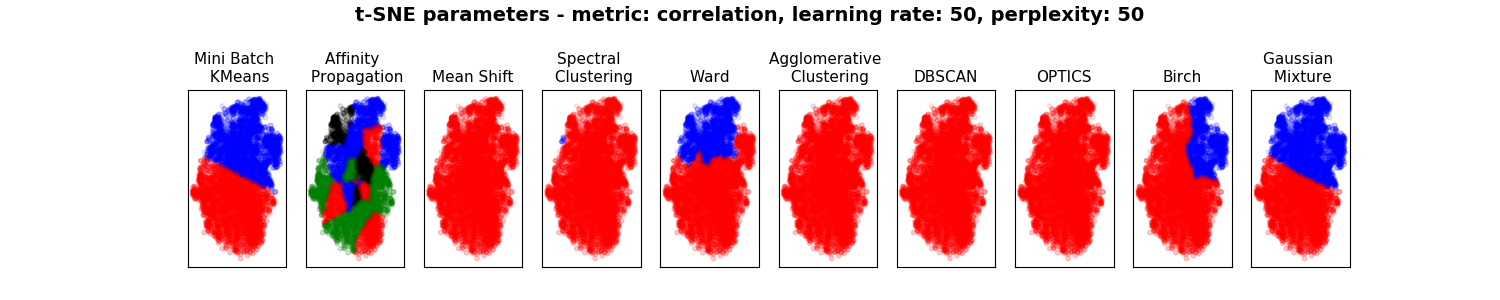 t-SNE parameters - metric: correlation, learning rate: 50, perplexity: 50
Mini Batch
KMeans
Affinity
Propagation
Mean Shift
Spectral
Clustering
Ward
Agglomerative
Clustering
DBSCAN
OPTICS
Birch
Gaussian
Mixture